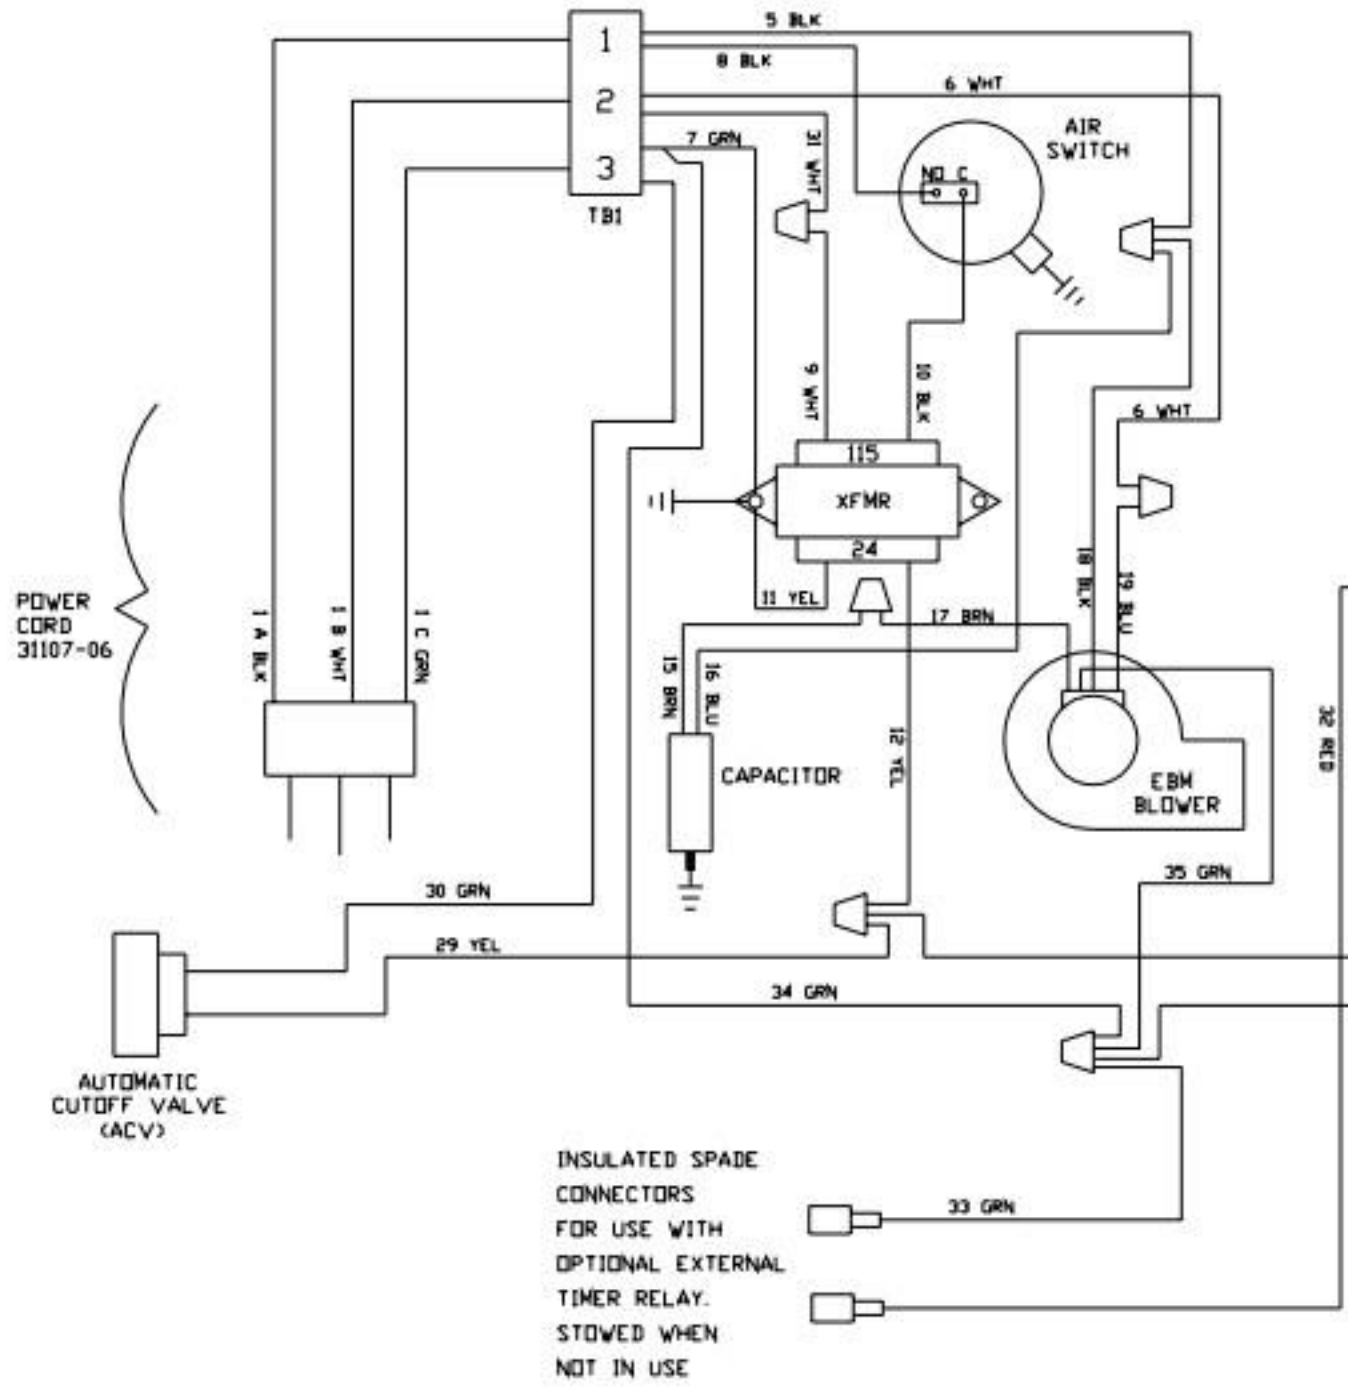 5 BLK
1
8 BLK
6 WHT
2
AIR
SWITCH
7 GRN
31 WHT
3
NO C
TB1
9 WHT
10 BLK
6 WHT
115
XFMR
24
18 BLK
19 BLU
POWER
CORD
31107-06
1 A BLK
1 B WHT
1 C GRN
11 YEL
17 BRN
15 BRN
16 BLU
12 YEL
32 RED
CAPACITOR
EBM
BLOWER
35 GRN
30 GRN
29 YEL
34 GRN
AUTOMATIC
CUTOFF VALVE
(ACV)
INSULATED SPADE
CONNECTORS
FOR USE WITH
OPTIONAL EXTERNAL
TIMER RELAY.
STOWED WHEN
NOT IN USE
33 GRN